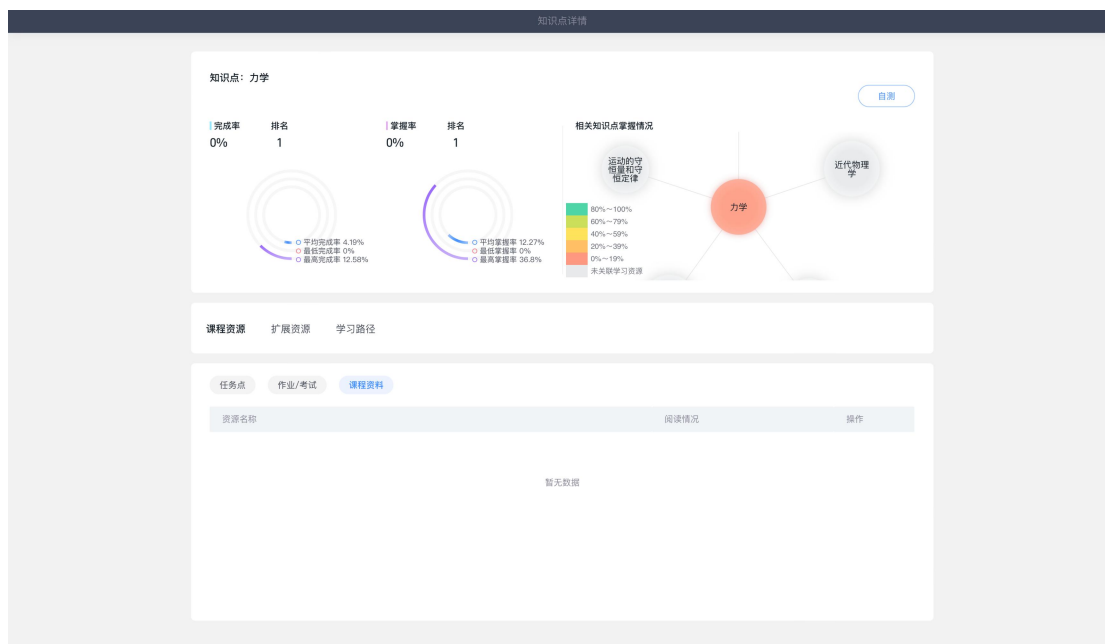 知识点详情
知识点：力学
自测
完成率
排名
0%
1
平均完成率 4.19%
最低完成率 0%
最高完成率 12.58%
掌握率
排名
0%
1
平均掌握率 12.27%
最低掌握率 0%
最高掌握率 36.8%
相关知识点掌握情况
运动的守
恒量和守
恒定律
近代物理
学
力学
80%～100%
60%～79%
40%～59%
20%～39%
0%～19%
未关联学习资源
课程资源
扩展资源
学习路径
任务点
作业/考试
课程资料
资源名称
阅读情况
操作
暂无数据